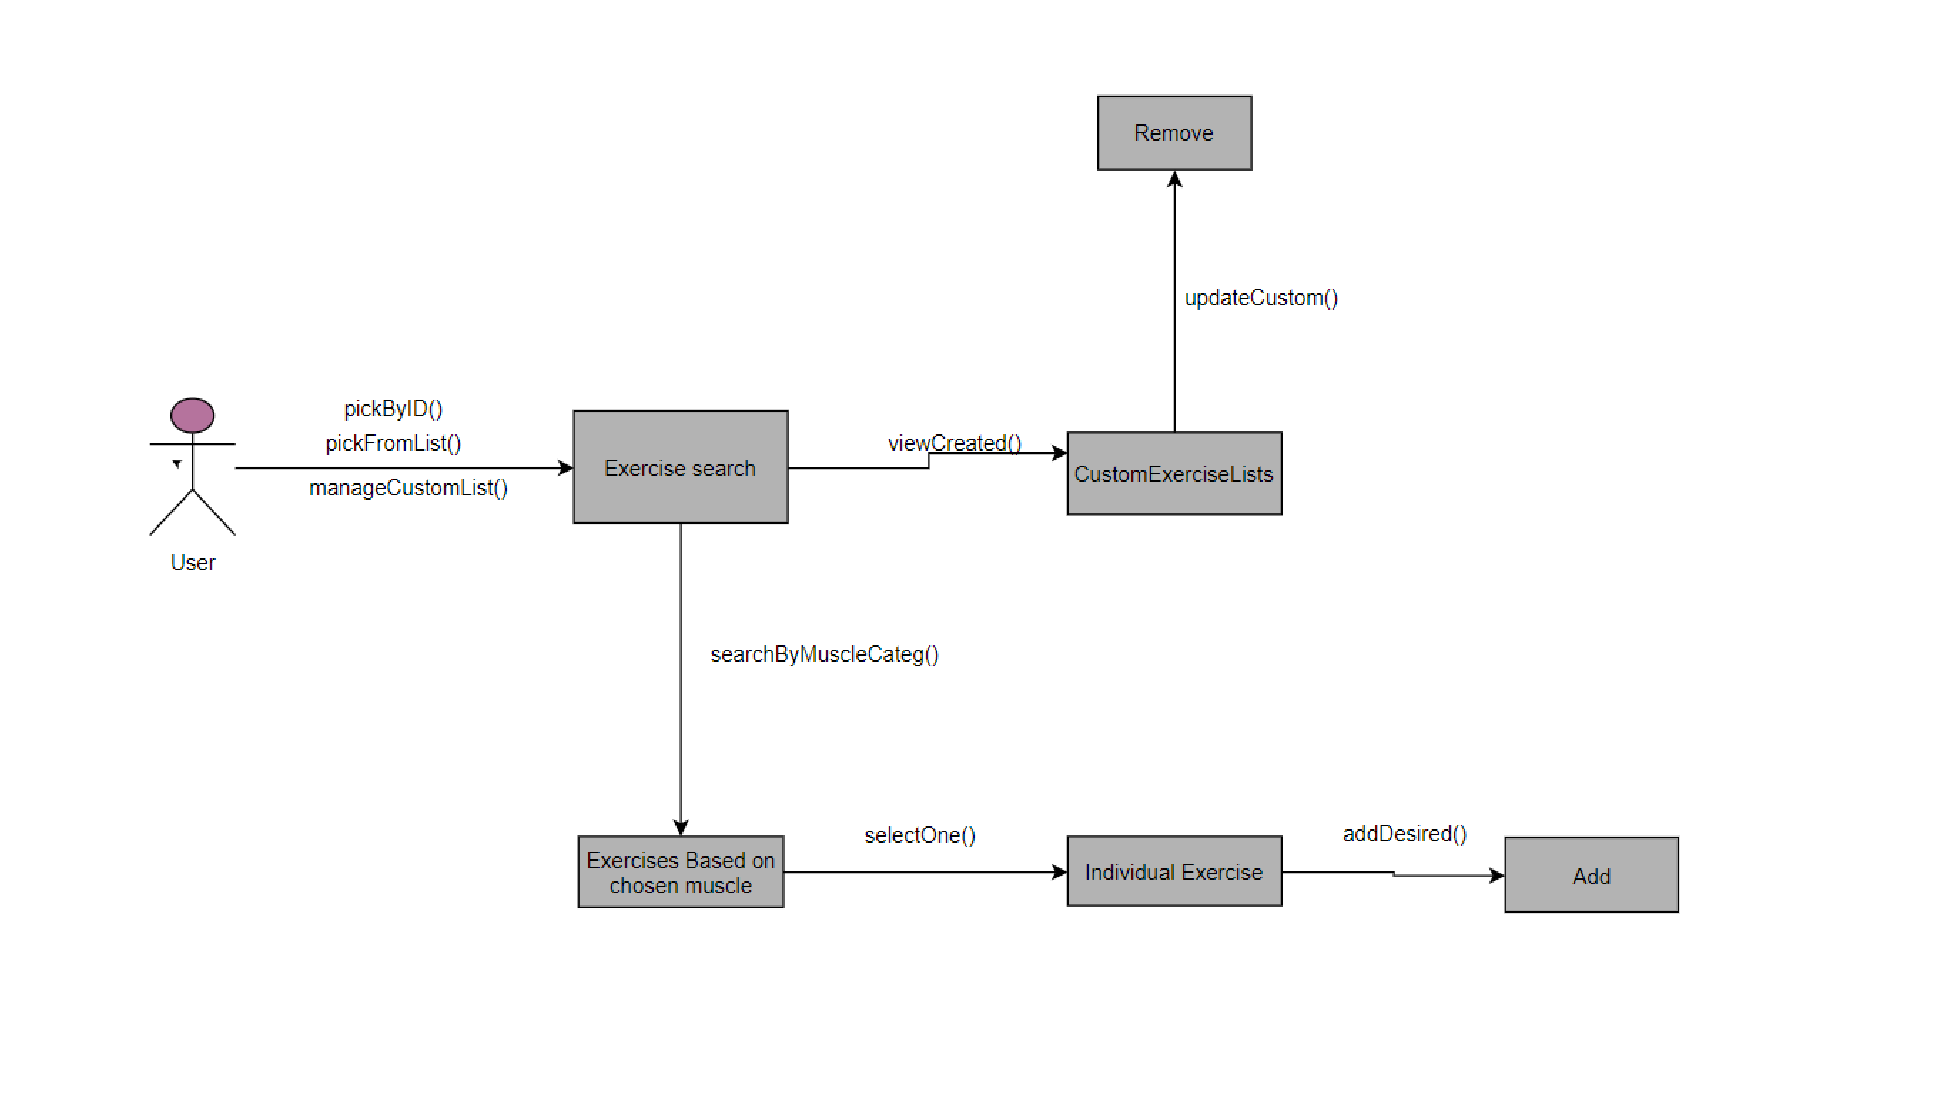 Remove
updateCustom()
pickByID()
pickFromList()
manageCustomList()
User
Exercise search
viewCreated()
CustomExerciseLists
searchByMuscleCateg()
Exercises Based on
chosen muscle
selectOne()
Individual Exercise
addDesired()
Add